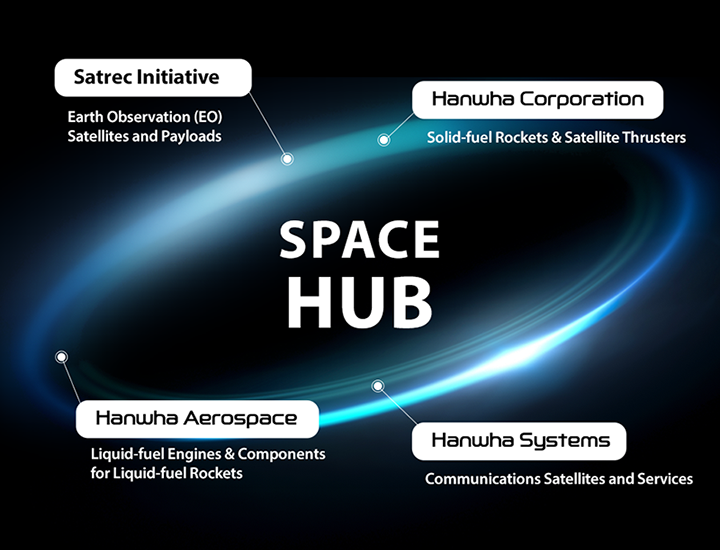 Satrec Initiative
Earth Observation (EO)
Satellites and Payloads
Hanwha Corporation
Solid-fuel Rockets & Satellite Thrusters
SPACE
HUB
Hanwha Aerospace
Liquid-fuel Engines & Components
for Liquid-fuel Rockets
Hanwha Systems
Communications Satellites and Services